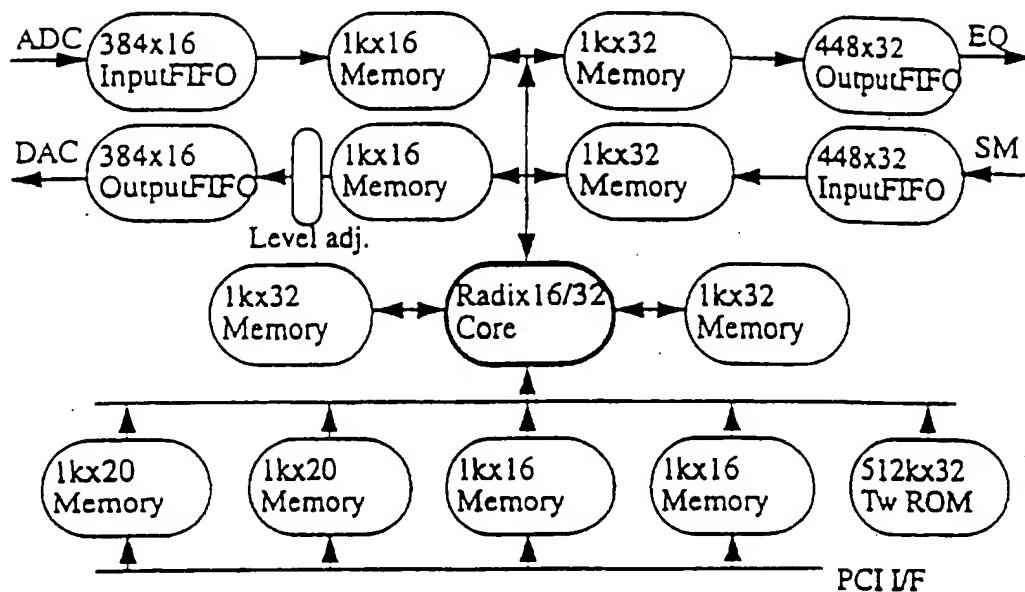 ADC
384x16
InputFIFO
1kx16
Memory
1kx32
Memory
448x32
OutputFIFO
EQ
DAC
384x16
OutputFIFO
1kx16
Memory
1kx32
Memory
448x32
InputFIFO
SM
Level adj.
1kx32
Memory
Radix16/32
Core
1kx32
Memory
1kx20
Memory
1kx20
Memory
1kx16
Memory
1kx16
Memory
512kx32
Tw ROM
PCI I/F